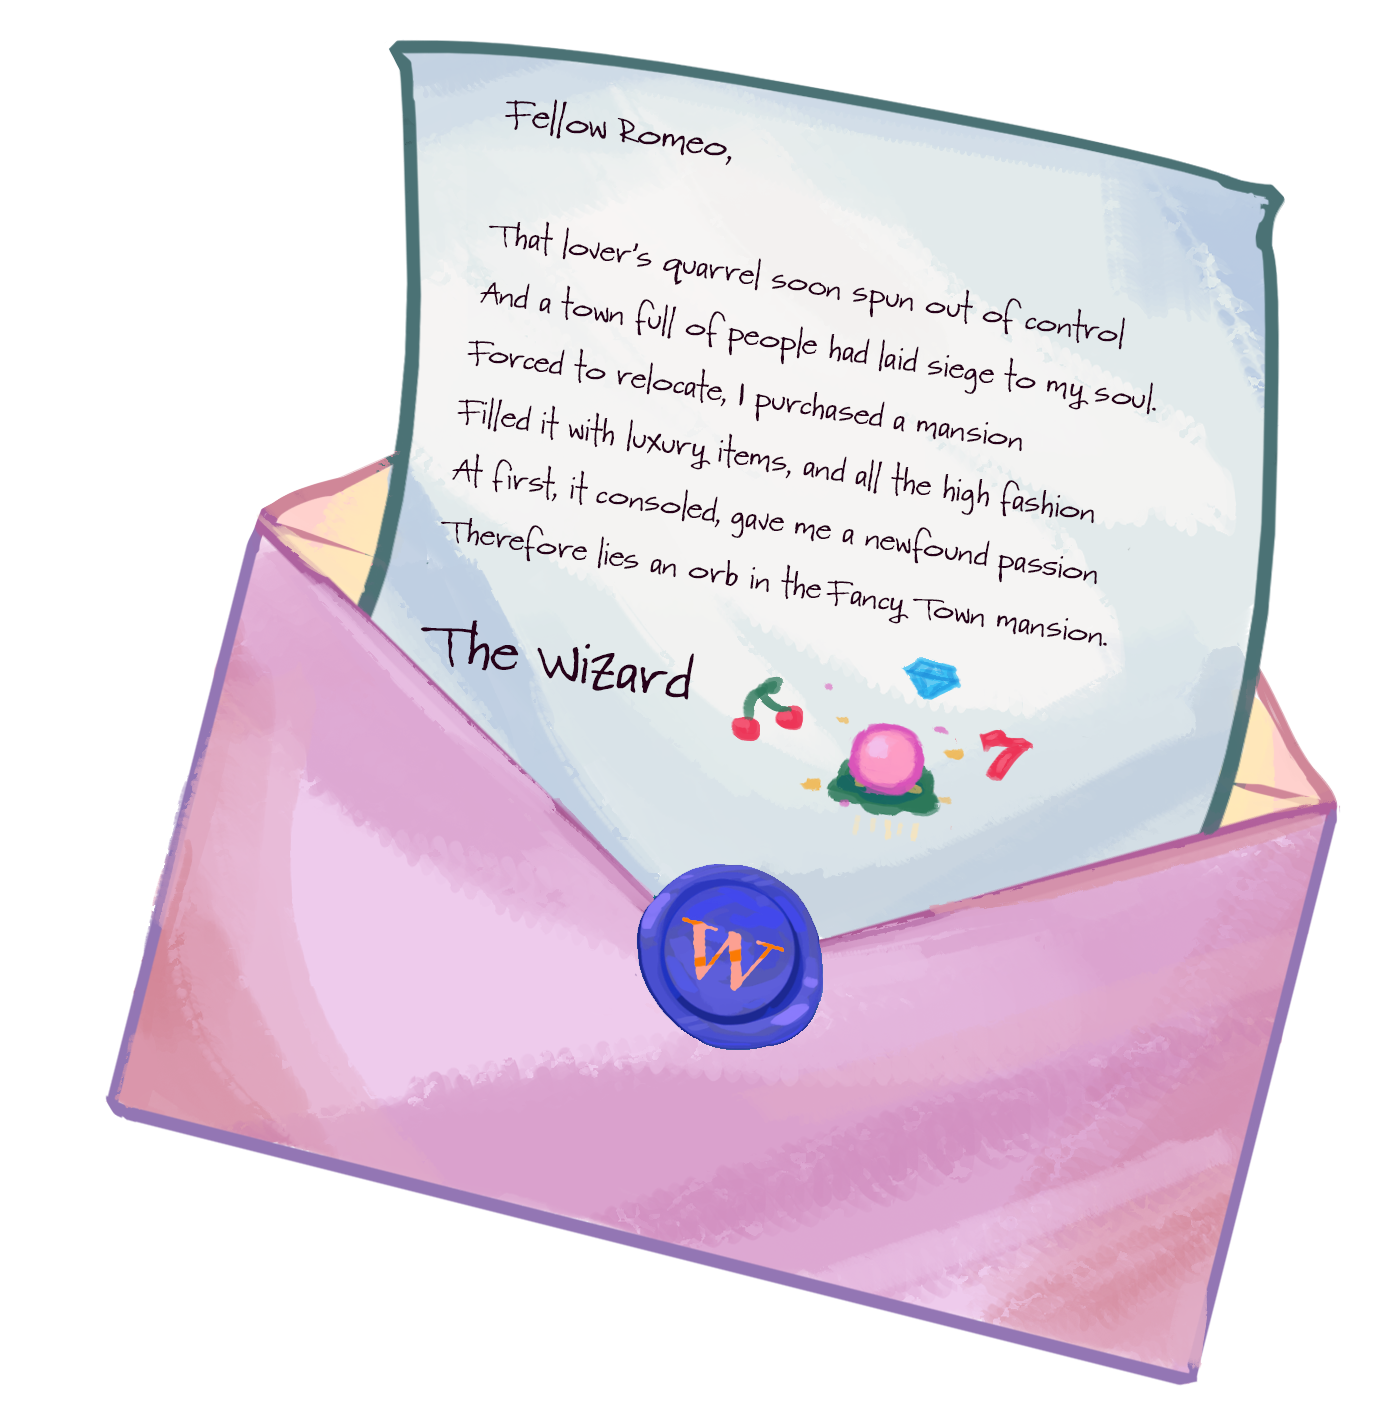 Fellow Romeo,
That lover's quarrel soon spun out of control
And a town full of people had laid siege to my soul.
Forced to relocate, I purchased a mansion
Filled it with luxury items, and all the high fashion
At first, it consoled, gave me a newfound passion
Therefore lies an orb in the Fancy Town mansion.
The Wizard
7
W